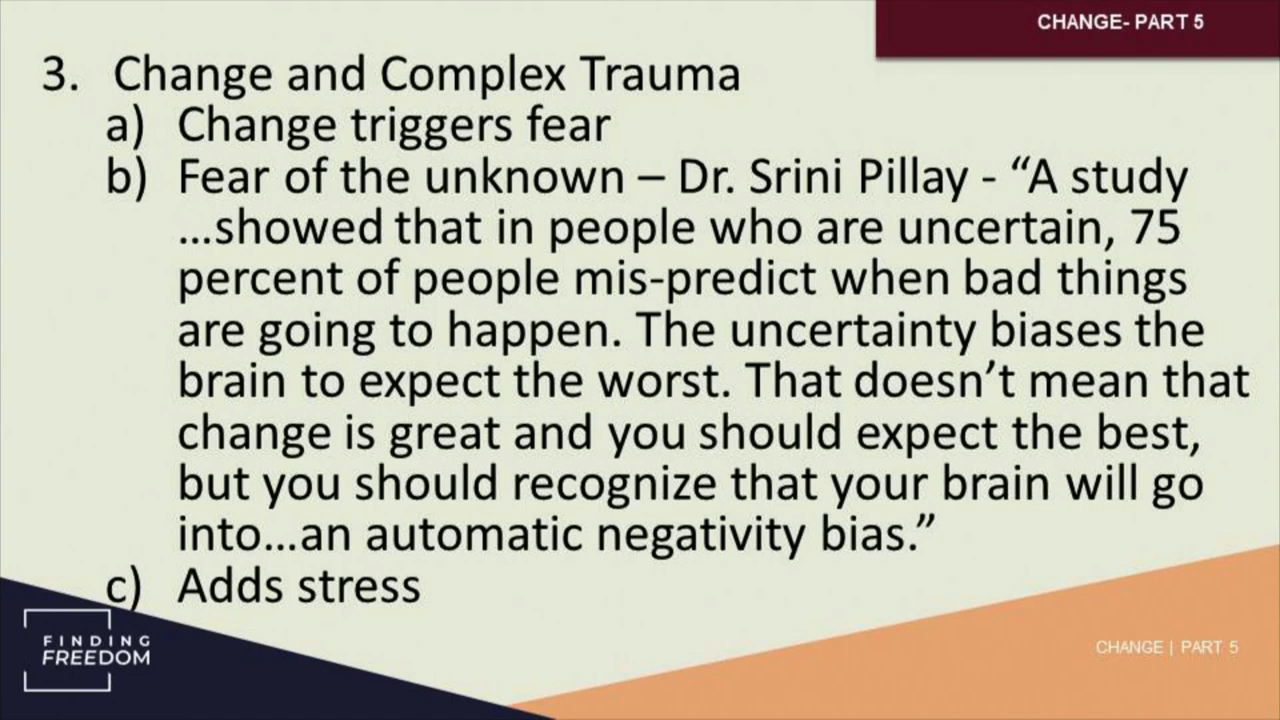 CHANGE- PART 5
3. Change and Complex Trauma
a) Change triggers fear
b) Fear of the unknown – Dr. Srini Pillay - “A study
...showed that in people who are uncertain, 75
percent of people mis-predict when bad things
are going to happen. The uncertainty biases the
brain to expect the worst. That doesn’t mean that
change is great and you should expect the best,
but you should recognize that your brain will go
into...an automatic negativity bias.”
c) Adds stress
FINDING
FREEDOM
CHANGE | PART 5